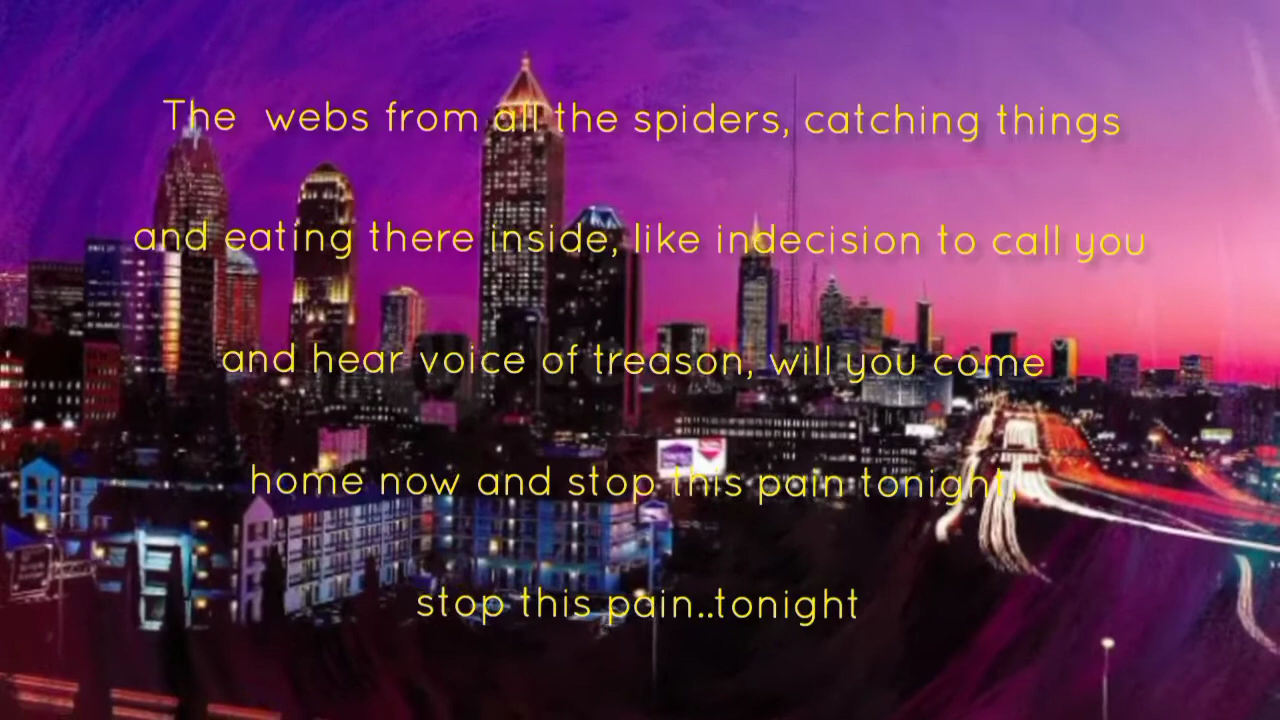 The  webs from all the spiders, catching things
and eating there inside, like indecision to call you
and hear voice of treason, will you come
home now and stop this pain tonight,
stop this pain..tonight